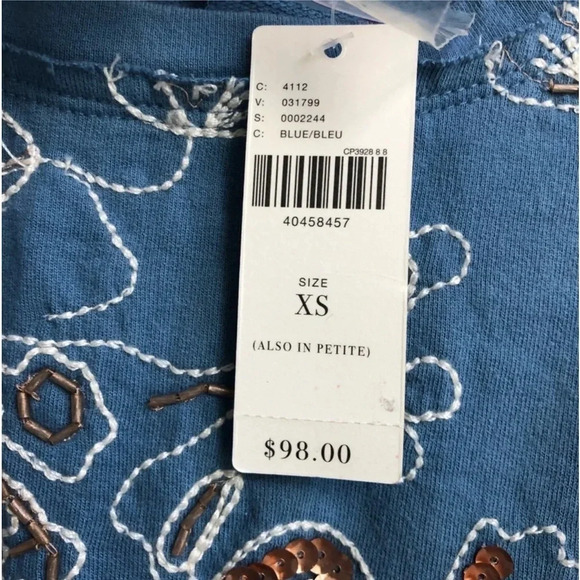 C: 4112
V: 031799
S: 0002244
C: BLUE/BLEU
CP3928 8 8
40458457
SIZE
XS
(ALSO IN PETITE)
$98.00